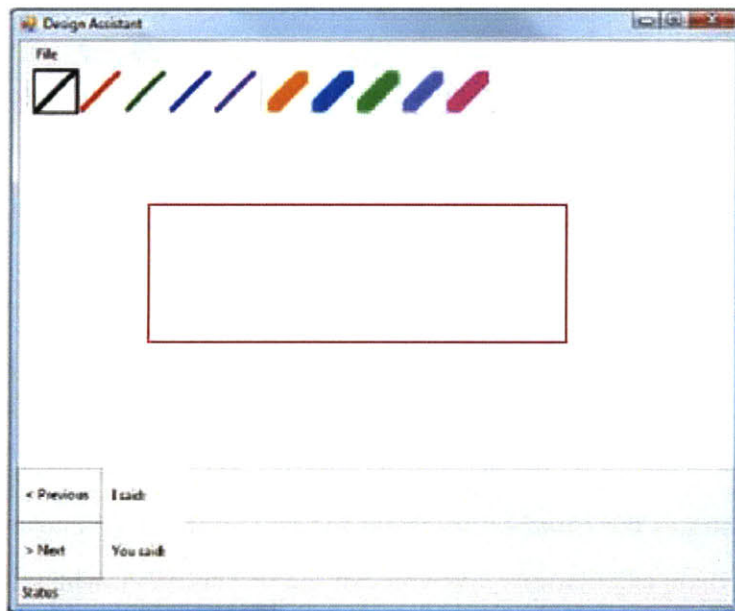 Design Assistant
File
< Previous
I said:
> Next
You said:
Status